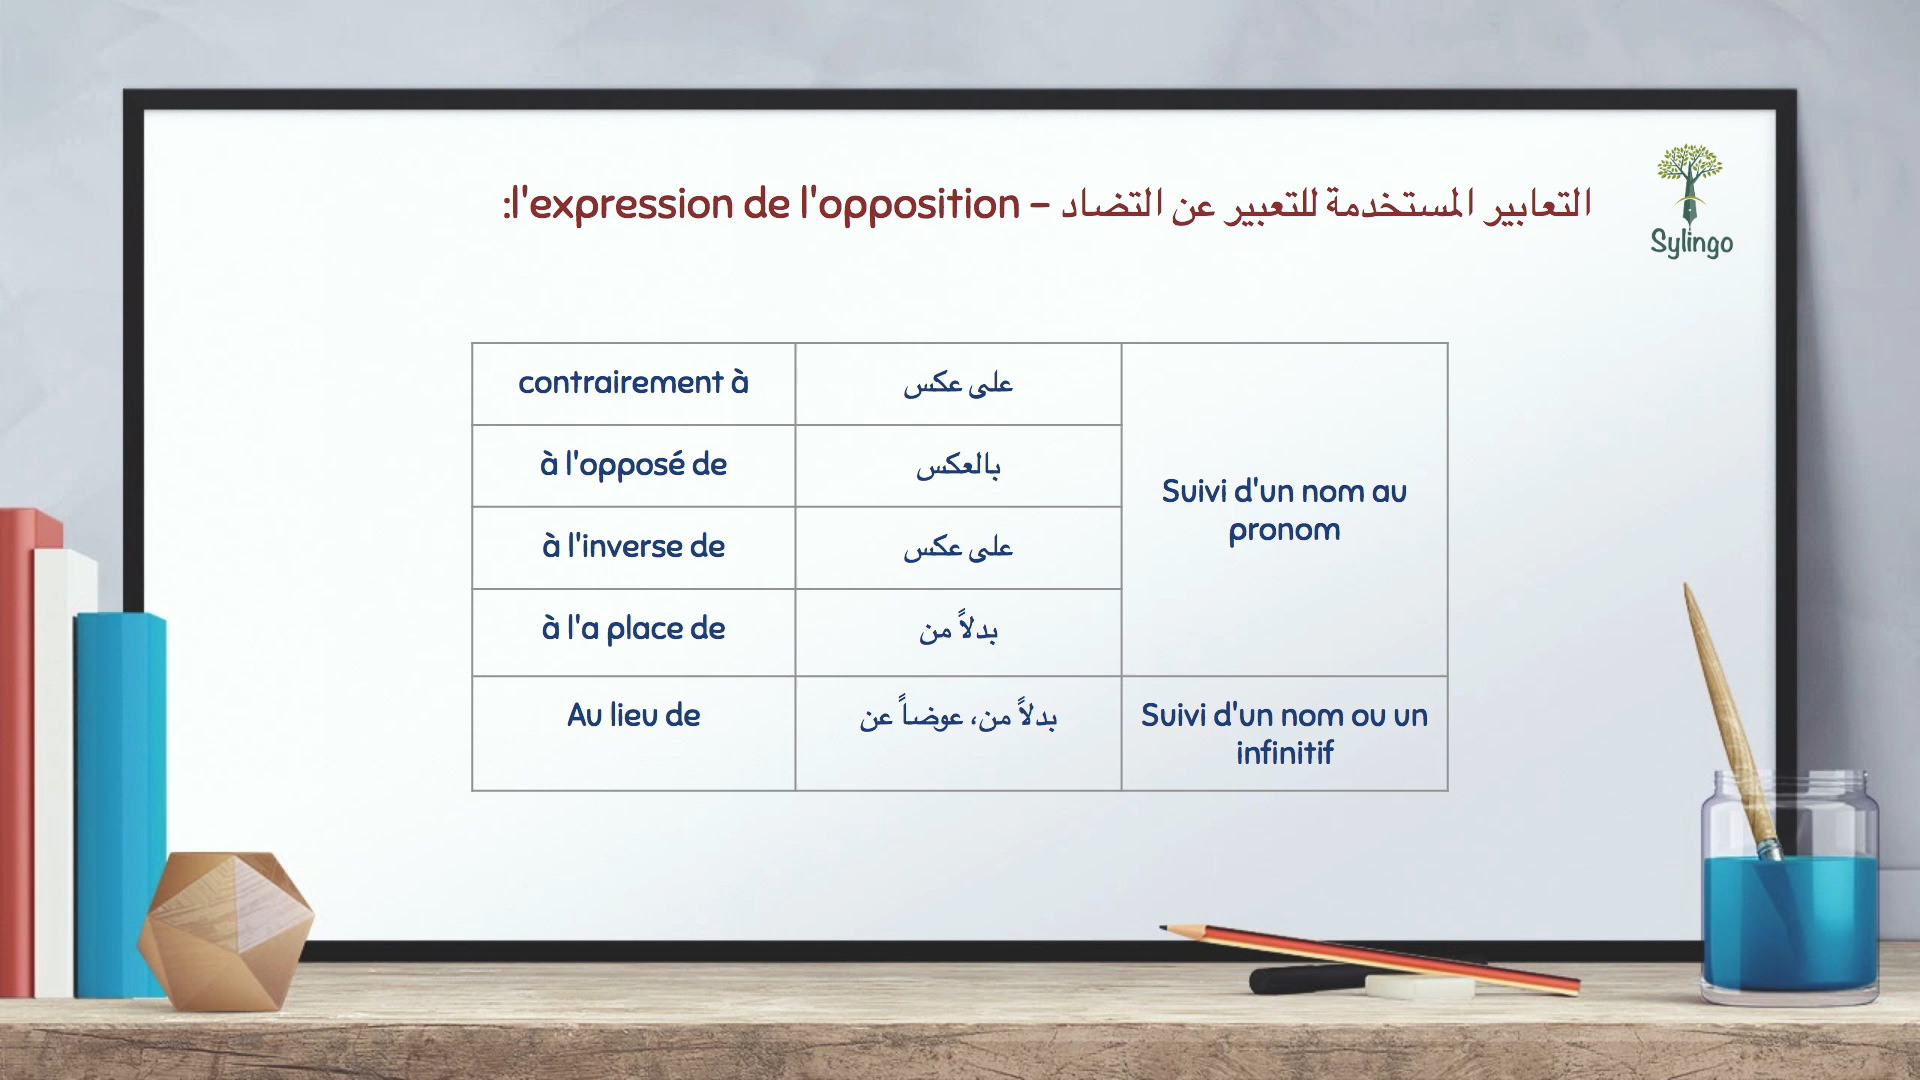 التعابير المستخدمة للتعبير عن التضاد – l'expression de l'opposition:
Sylingo
contrairement à
على عكس
Suivi d'un nom au
pronom
à l'opposé de
بالعكس
à l'inverse de
على عكس
à l'a place de
بدلاً من
Au lieu de
بدلاً من، عوضاً عن
Suivi d'un nom ou un
infinitif